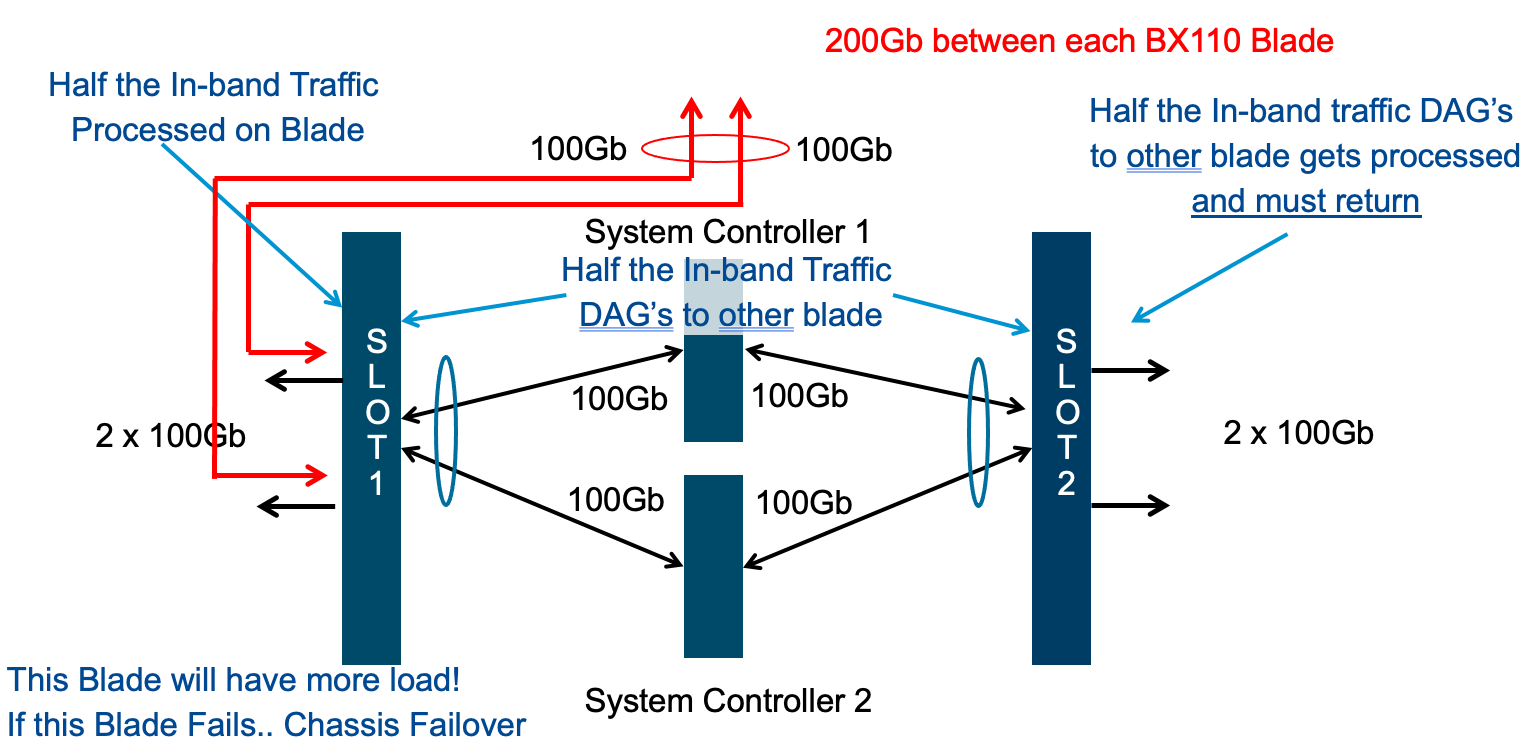 200Gb between each BX110 Blade
Half the In-band Traffic
Processed on Blade
Half the In-band traffic DAG’s
to other blade gets processed
and must return
100Gb
100Gb
System Controller 1
Half the In-band Traffic
DAG’s to other blade
SLOT1
SLOT2
100Gb
100Gb
2 x 100Gb
2 x 100Gb
100Gb
100Gb
This Blade will have more load!
If this Blade Fails.. Chassis Failover
System Controller 2